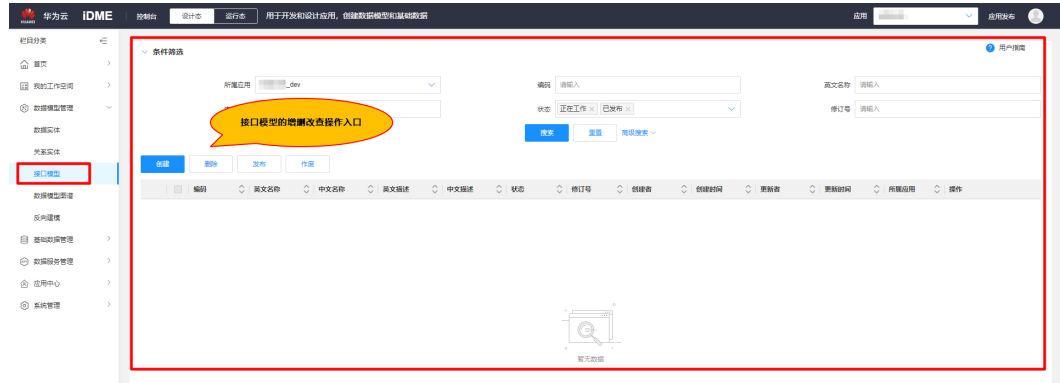 HUAWEI 华为云 iDME 控制台 设计态 运行态 用于开发和设计应用，创建数据模型和基础数据 应用 应用发布
栏目分类
首页
我的工作空间
数据模型管理
数据实体
关系实体
接口模型
数据模型图谱
反向建模
基础数据管理
数据服务管理
应用中心
系统管理
条件筛选 用户指南
所属应用 _dev 编码 请输入 英文名称 请输入
状态 正在工作 × 已发布 × 修订号 请输入
接口模型的增删改查操作入口
搜索 重置 高级搜索
创建 删除 发布 作废
编码 英文名称 中文名称 英文描述 中文描述 状态 修订号 创建者 创建时间 更新者 更新时间 所属应用 操作
暂无数据